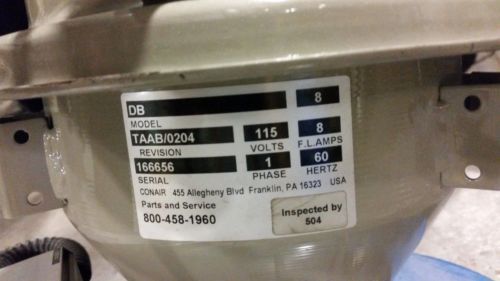 DB 8
MODEL
TAAB/0204 115 8
REVISION VOLTS F.L.AMPS
166656 1 60
SERIAL PHASE HERTZ
CONAIR 455 Allegheny Blvd Franklin, PA 16323 USA
Parts and Service
800-458-1960
Inspected by
504